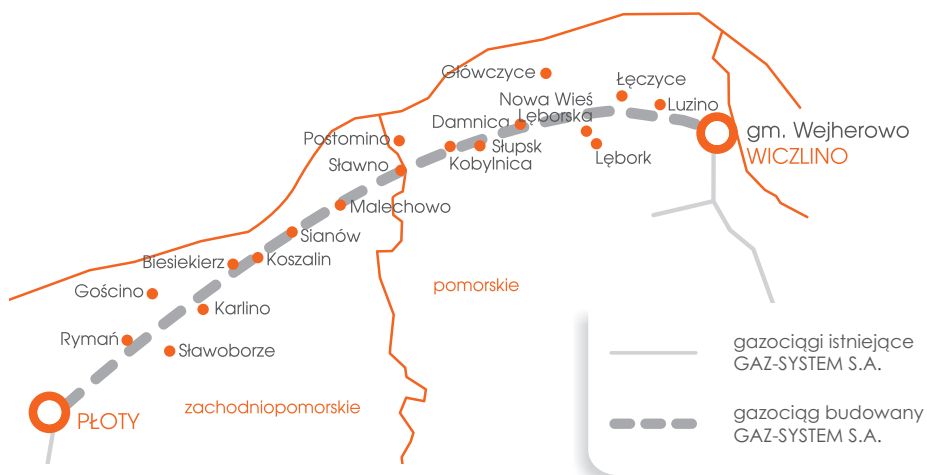 Główczyce
Łęczyce
Nowa Wieś
Lęborska
Luzino
Damnica
gm. Wejherowo
WICZLINO
Postomino
Słupsk
Lębork
Sławno
Kobylnica
Malechowo
Sianów
Biesiekierz
Koszalin
pomorskie
Gościno
Karlino
Rymań
Sławoborze
zachodniopomorskie
PŁOTY
gazociągi istniejące
GAZ-SYSTEM S.A.
gazociąg budowany
GAZ-SYSTEM S.A.